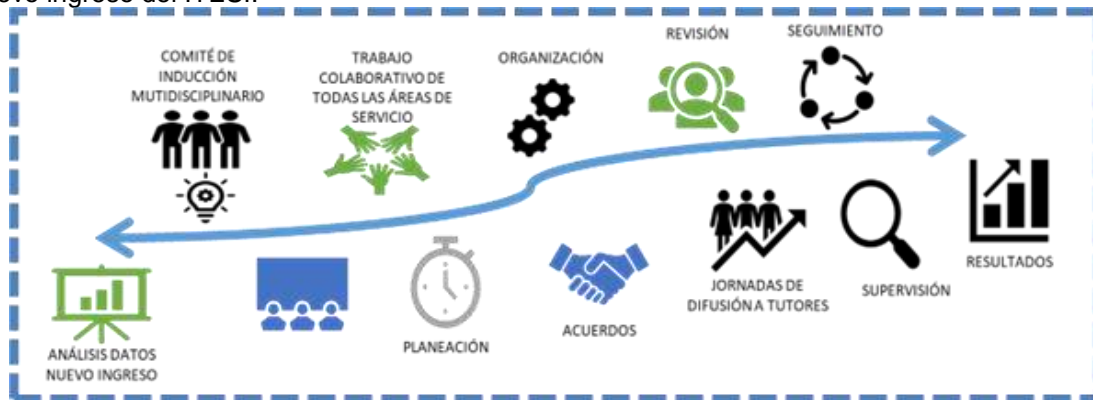 COMITÉ DE
INDUCCIÓN
MUTIDISCIPLINARIO
TRABAJO
COLABORATIVO DE
TODAS LAS ÁREAS DE
SERVICIO
ORGANIZACIÓN
REVISIÓN
SEGUIMIENTO
ANÁLISIS DATOS
NUEVO INGRESO
PLANEACIÓN
ACUERDOS
JORNADAS DE
DIFUSIÓN A TUTORES
SUPERVISIÓN
RESULTADOS